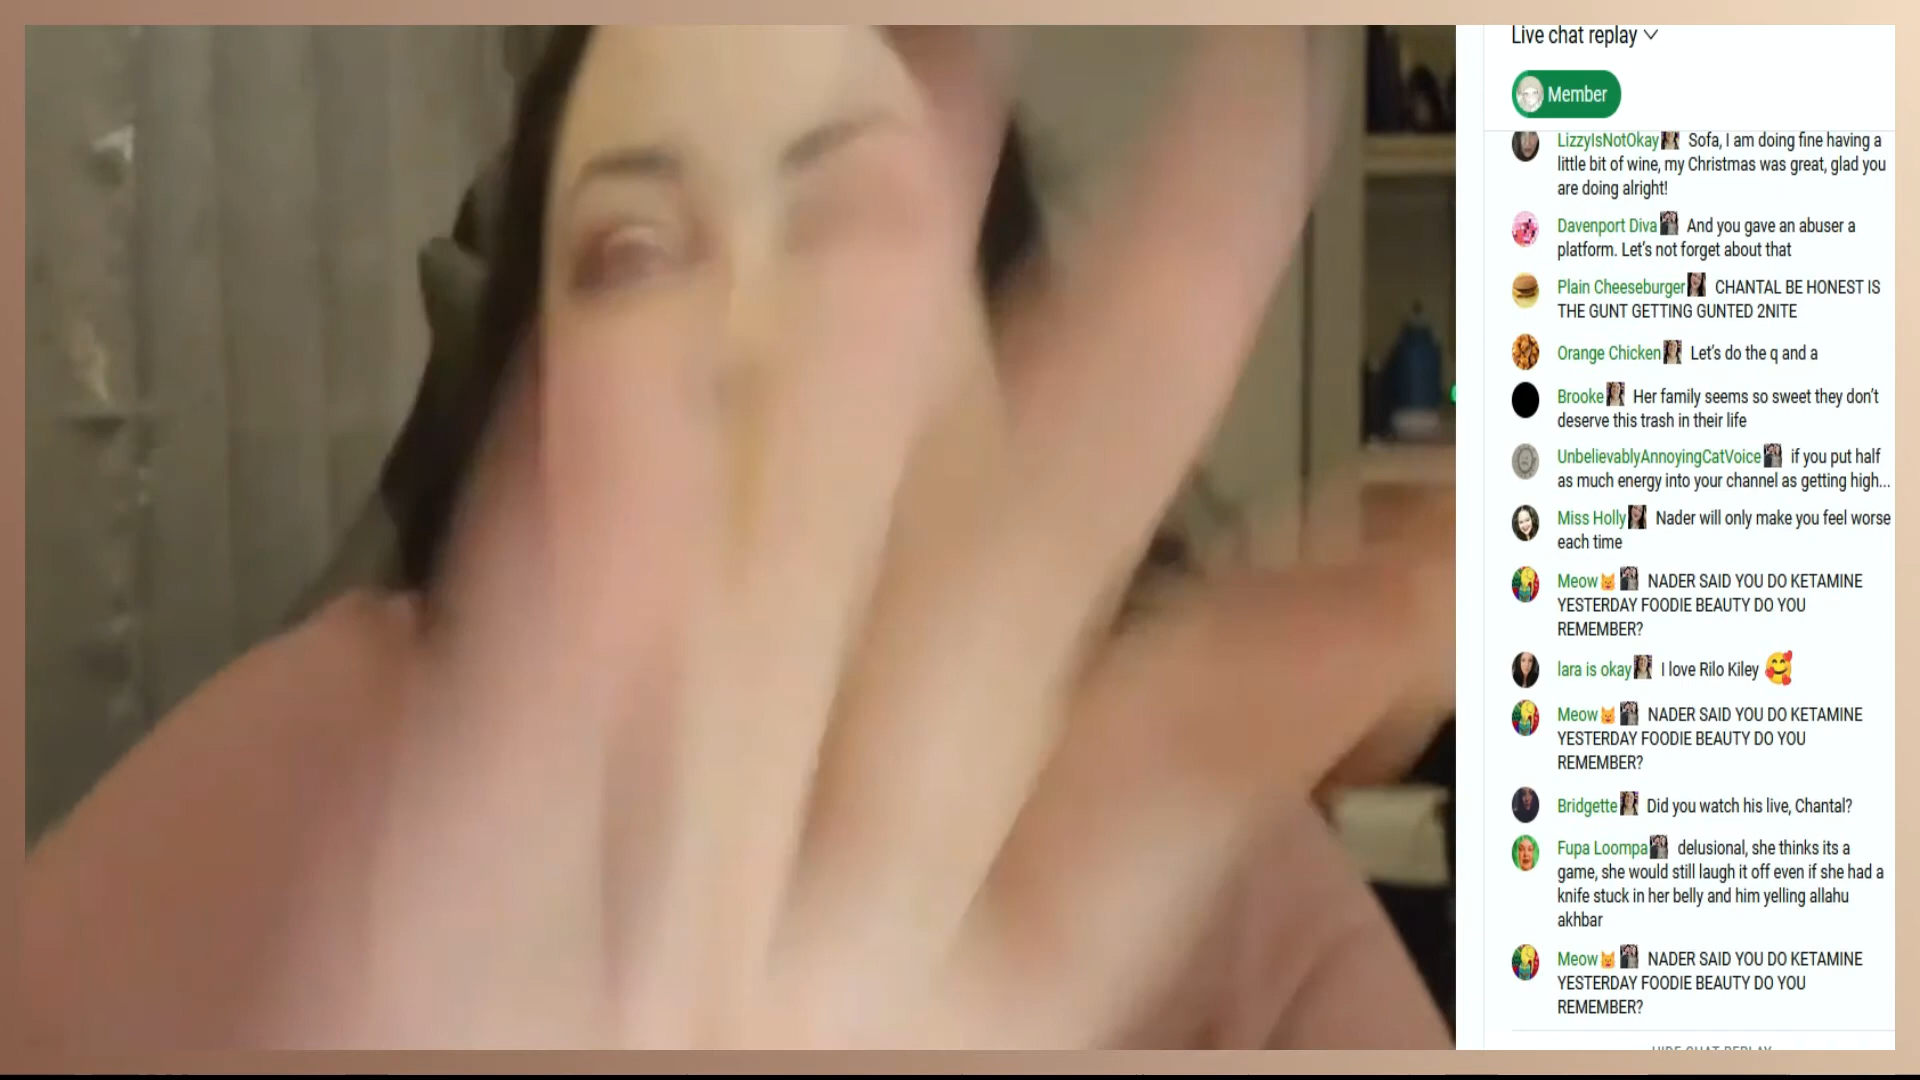 Live chat replay
Member
LizzyIsNotOkay Sofa, I am doing fine having a
little bit of wine, my Christmas was great, glad you
are doing alright!
Davenport Diva And you gave an abuser a
platform. Let's not forget about that
Plain Cheeseburger CHANTAL BE HONEST IS
THE GUNT GETTING GUNTED 2NITE
Orange Chicken Let's do the q and a
Brooke Her family seems so sweet they don't
deserve this trash in their life
UnbelievablyAnnoyingCatVoice if you put half
as much energy into your channel as getting high...
Miss Holly Nader will only make you feel worse
each time
Meow😺 NADER SAID YOU DO KETAMINE
YESTERDAY FOODIE BEAUTY DO YOU
REMEMBER?
lara is okay I love Rilo Kiley 🥰
Meow😺 NADER SAID YOU DO KETAMINE
YESTERDAY FOODIE BEAUTY DO YOU
REMEMBER?
Bridgette Did you watch his live, Chantal?
Fupa Loompa delusional, she thinks its a
game, she would still laugh it off even if she had a
knife stuck in her belly and him yelling allahu
akhbar
Meow😺 NADER SAID YOU DO KETAMINE
YESTERDAY FOODIE BEAUTY DO YOU
REMEMBER?
HIDE CHAT REPLAY